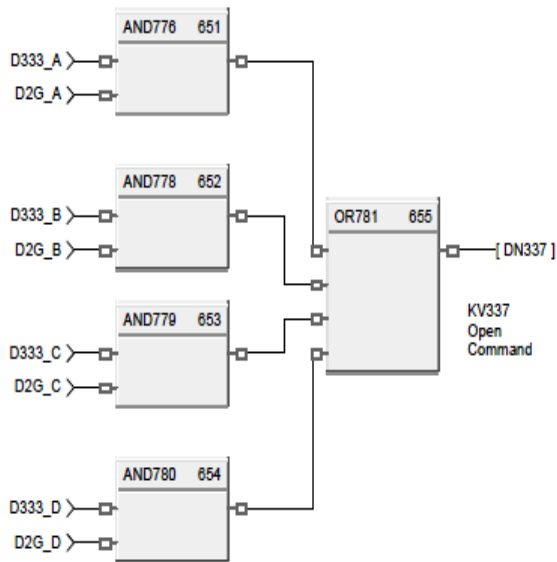 AND776 651
D333_A
D2G_A
AND778 652
D333_B
D2G_B
OR781 655
[ DN337 ]
AND779 653
KV337
Open
Command
D333_C
D2G_C
AND780 654
D333_D
D2G_D